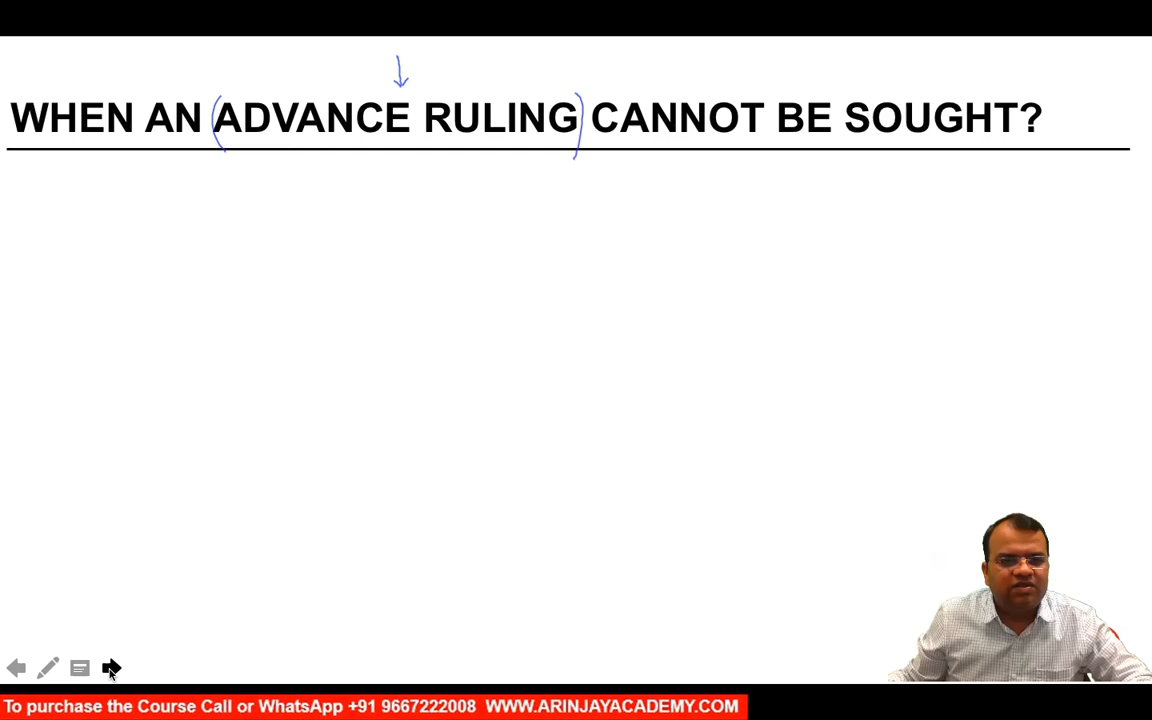 WHEN AN (ADVANCE RULING) CANNOT BE SOUGHT?
To purchase the Course Call or WhatsApp +91 9667222008 WWW.ARINJAYACADEMY.COM